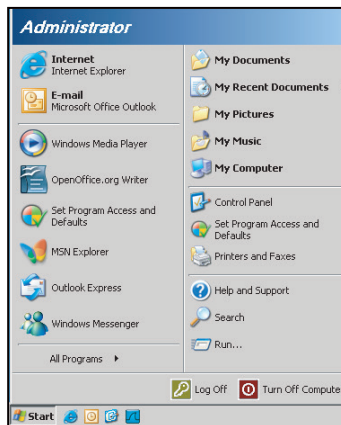 Administrator
Internet
Internet Explorer
E-mail
Microsoft Office Outlook
Windows Media Player
OpenOffice.org Writer
Set Program Access and
Defaults
MSN Explorer
Outlook Express
Windows Messenger
All Programs
My Documents
My Recent Documents
My Pictures
My Music
My Computer
Control Panel
Set Program Access and
Defaults
Printers and Faxes
Help and Support
Search
Run...
Log Off Turn Off Compute
Start